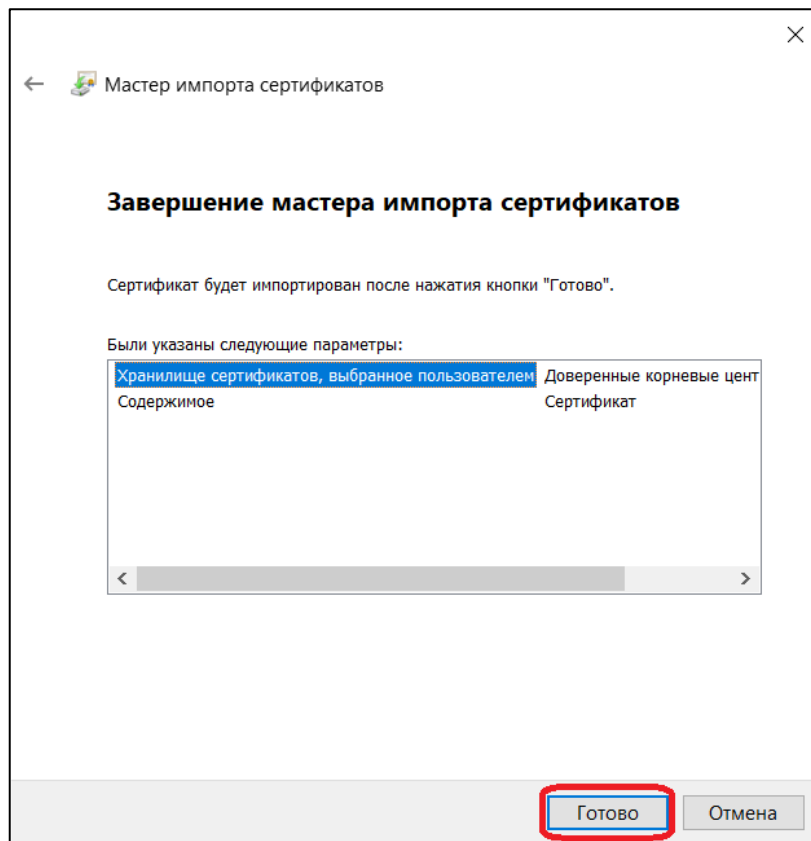 Мастер импорта сертификатов
Завершение мастера импорта сертификатов
Сертификат будет импортирован после нажатия кнопки "Готово".
Были указаны следующие параметры:
Хранилище сертификатов, выбранное пользователем Доверенные корневые цент
Содержимое Сертификат
Готово Отмена